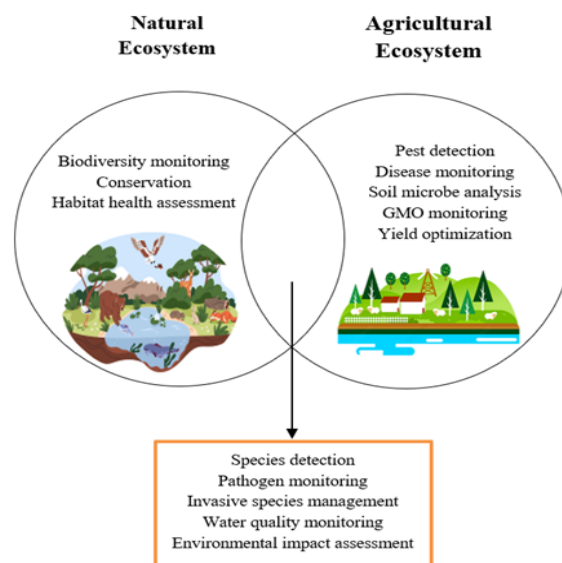 Natural
Ecosystem
Agricultural
Ecosystem
Biodiversity monitoring
Conservation
Habitat health assessment
Pest detection
Disease monitoring
Soil microbe analysis
GMO monitoring
Yield optimization
Species detection
Pathogen monitoring
Invasive species management
Water quality monitoring
Environmental impact assessment